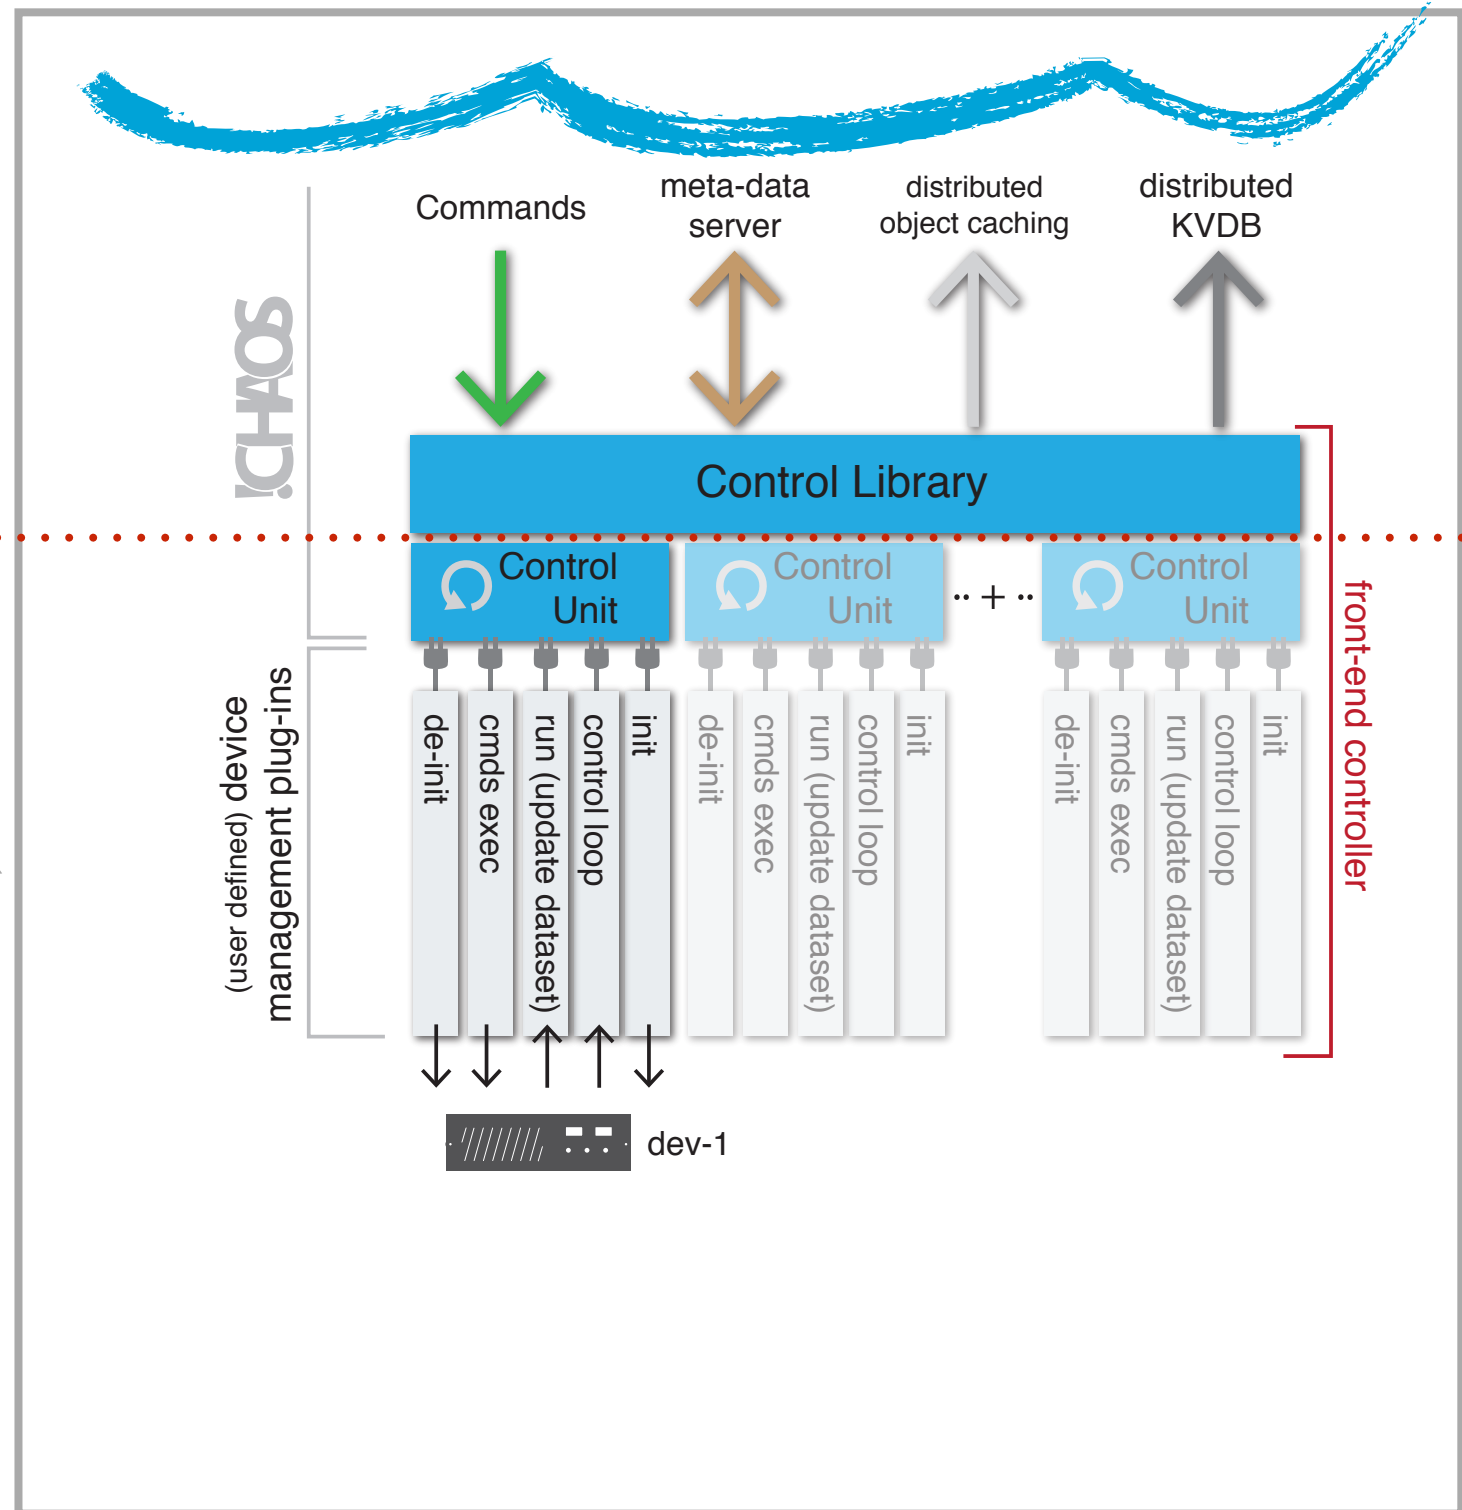 Commands
meta-data
server
distributed
object caching
distributed
KVDB
!CHAOS
Control Library
Control
Unit
Control
Unit
·· + ··
Control
Unit
front-end controller
(user defined) device
management plug-ins
de-init
cmds exec
run (update dataset)
control loop
init
de-init
cmds exec
run (update dataset)
control loop
init
de-init
cmds exec
run (update dataset)
control loop
init
dev-1